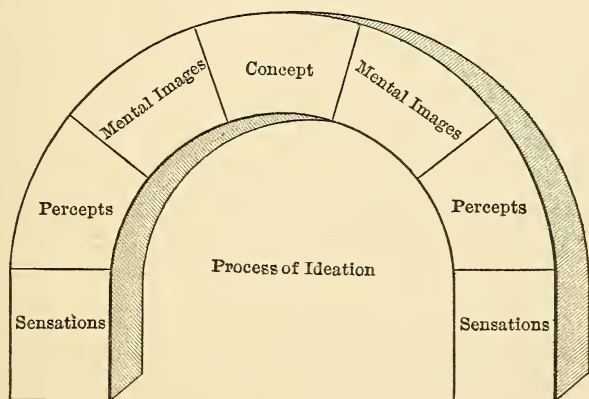 Concept
Mental Images
Mental Images
Percepts
Percepts
Process of Ideation
Sensations
Sensations